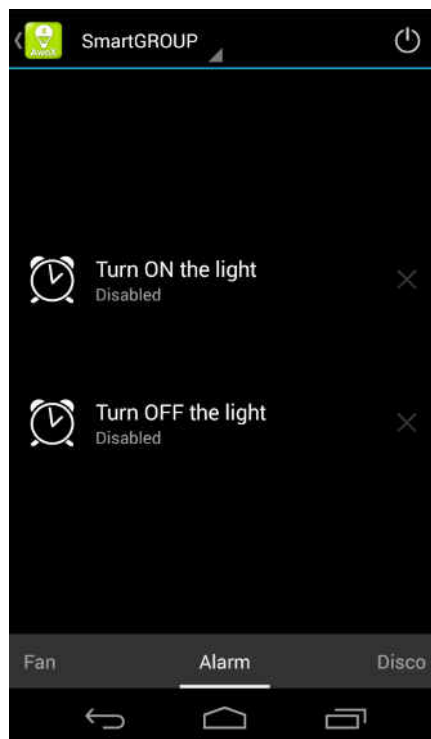 AwoX
SmartGROUP
Turn ON the light
Disabled
Turn OFF the light
Disabled
Fan
Alarm
Disco